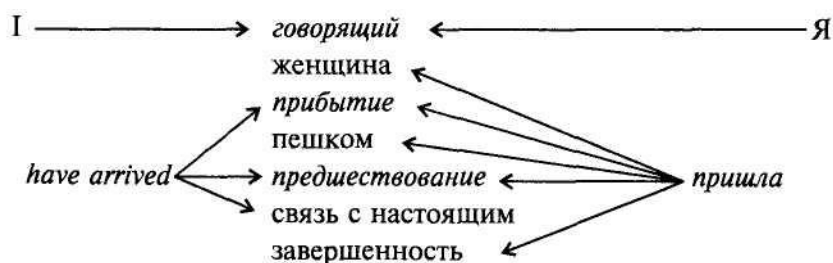 I говорящий Я
женщина
прибытие
пешком
have arrived предшествование пришла
связь с настоящим
завершенность